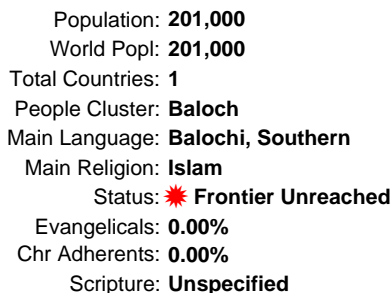 Population: 201,000
World Popl: 201,000
Total Countries: 1
People Cluster: Baloch
Main Language: Balochi, Southern
Main Religion: Islam
Status: Frontier Unreached
Evangelicals: 0.00%
Chr Adherents: 0.00%
Scripture: Unspecified